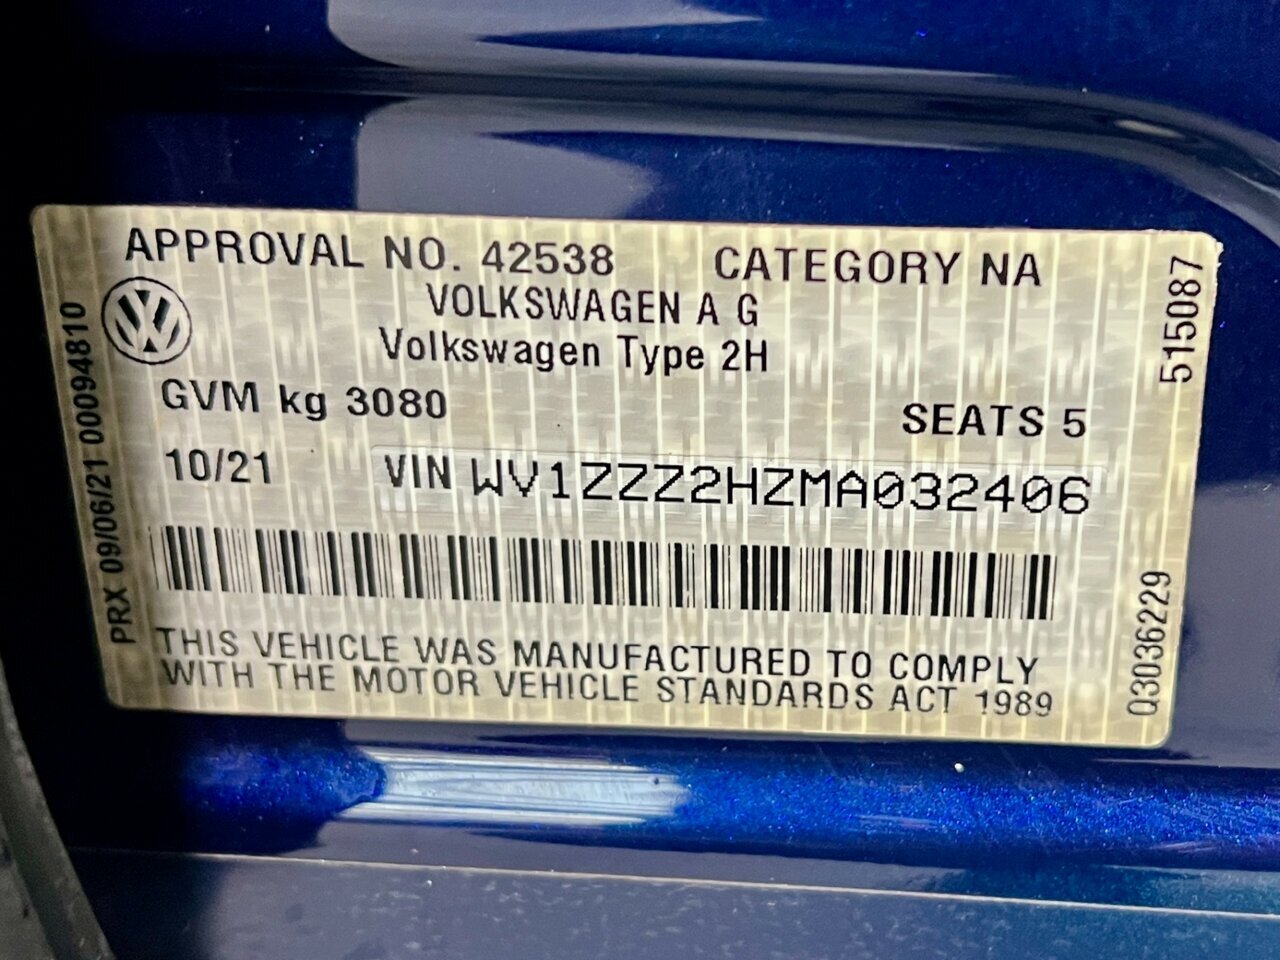 APPROVAL NO. 42538 CATEGORY NA
VOLKSWAGEN A G
Volkswagen Type 2H
GVM kg 3080 SEATS 5
10/21 VIN WV1ZZZ2HZMA032406
THIS VEHICLE WAS MANUFACTURED TO COMPLY
WITH THE MOTOR VEHICLE STANDARDS ACT 1989
PRX 09/06/21 00094810
515087
Q3036229